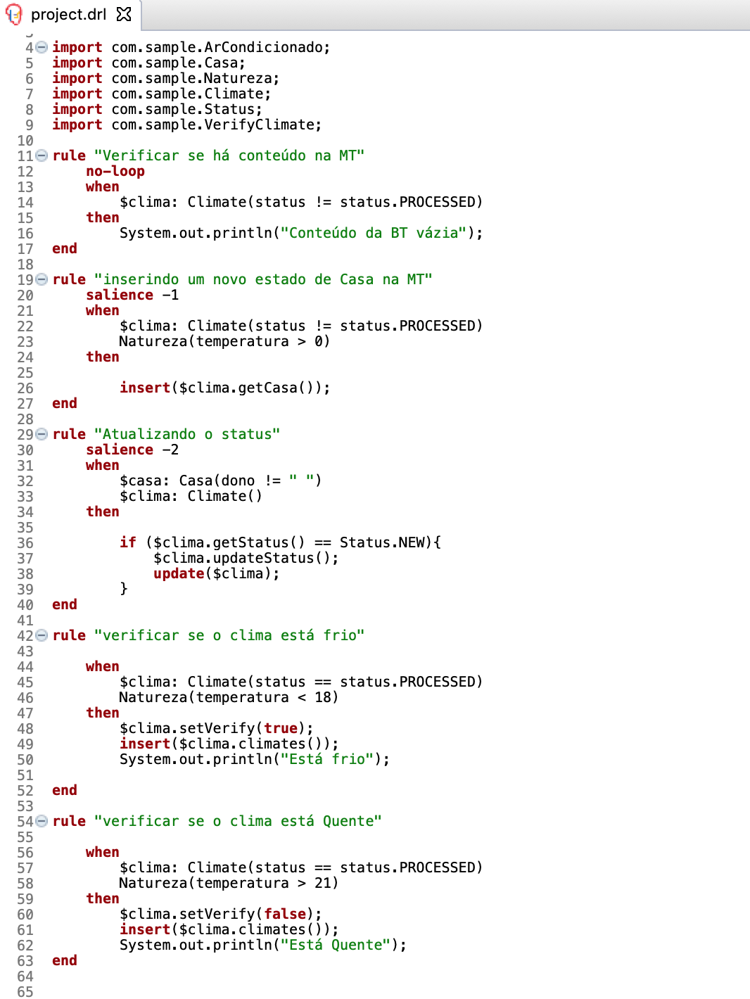 project.drl
3
4 import com.sample.ArCondicionado;
5 import com.sample.Casa;
6 import com.sample.Natureza;
7 import com.sample.Climate;
8 import com.sample.Status;
9 import com.sample.VerifyClimate;
10
11 rule "Verificar se há conteúdo na MT"
12 no-loop
13 when
14 $clima: Climate(status != status.PROCESSED)
15 then
16 System.out.println("Conteúdo da BT vázia");
17 end
18
19 rule "inserindo um novo estado de Casa na MT"
20 salience -1
21 when
22 $clima: Climate(status != status.PROCESSED)
23 Natureza(temperatura > 0)
24 then
25
26 insert($clima.getCasa());
27 end
28
29 rule "Atualizando o status"
30 salience -2
31 when
32 $casa: Casa(dono != " ")
33 $clima: Climate()
34 then
35
36 if ($clima.getStatus() == Status.NEW){
37 $clima.updateStatus();
38 update($clima);
39 }
40 end
41
42 rule "verificar se o clima está frio"
43
44 when
45 $clima: Climate(status == status.PROCESSED)
46 Natureza(temperatura < 18)
47 then
48 $clima.setVerify(true);
49 insert($clima.climates());
50 System.out.println("Está frio");
51
52 end
53
54 rule "verificar se o clima está Quente"
55
56 when
57 $clima: Climate(status == status.PROCESSED)
58 Natureza(temperatura > 21)
59 then
60 $clima.setVerify(false);
61 insert($clima.climates());
62 System.out.println("Está Quente");
63 end
64
65